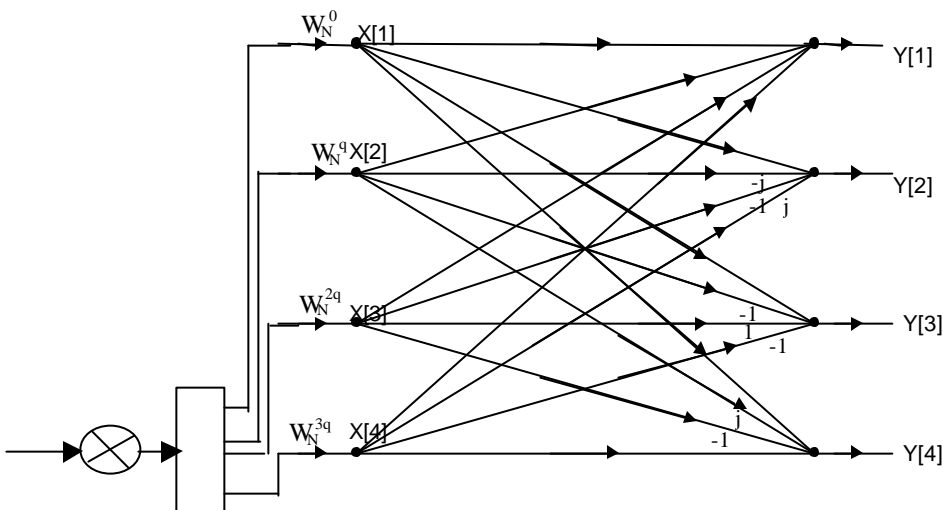 W_N^0 X[1]
Y[1]
W_N^q X[2]
Y[2]
-j
-1 j
W_N^2q X[3]
Y[3]
-1
1
-1
W_N^3q X[4]
Y[4]
j
-1